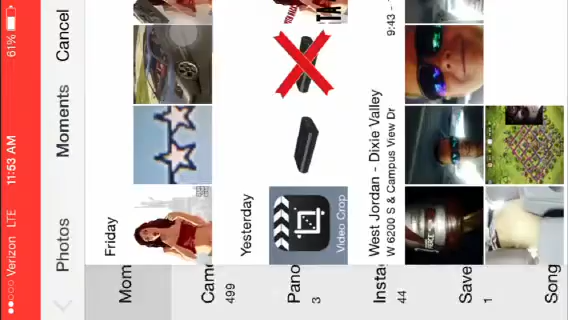 Verizon LTE 11:53 AM 61%
Photos Moments Cancel
Friday
Yesterday
Video Crop
West Jordan - Dixie Valley 9:43 -
W 6200 S & Campus View Dr
Mom
Cam
499
Pano
3
Insta
44
Save
1
Song